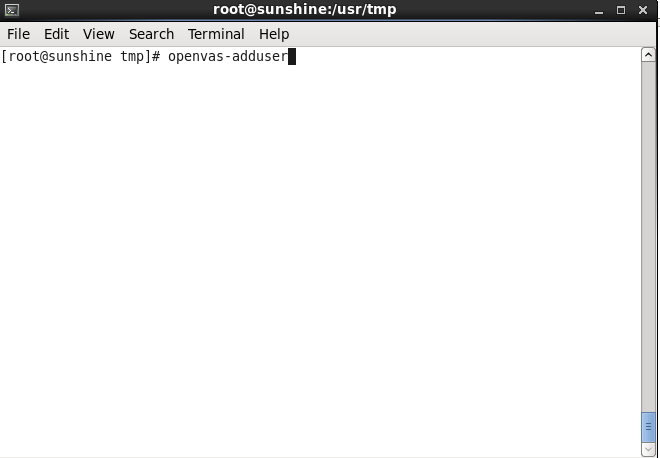 root@sunshine:/usr/tmp
File Edit View Search Terminal Help
[root@sunshine tmp]# openvas-adduser